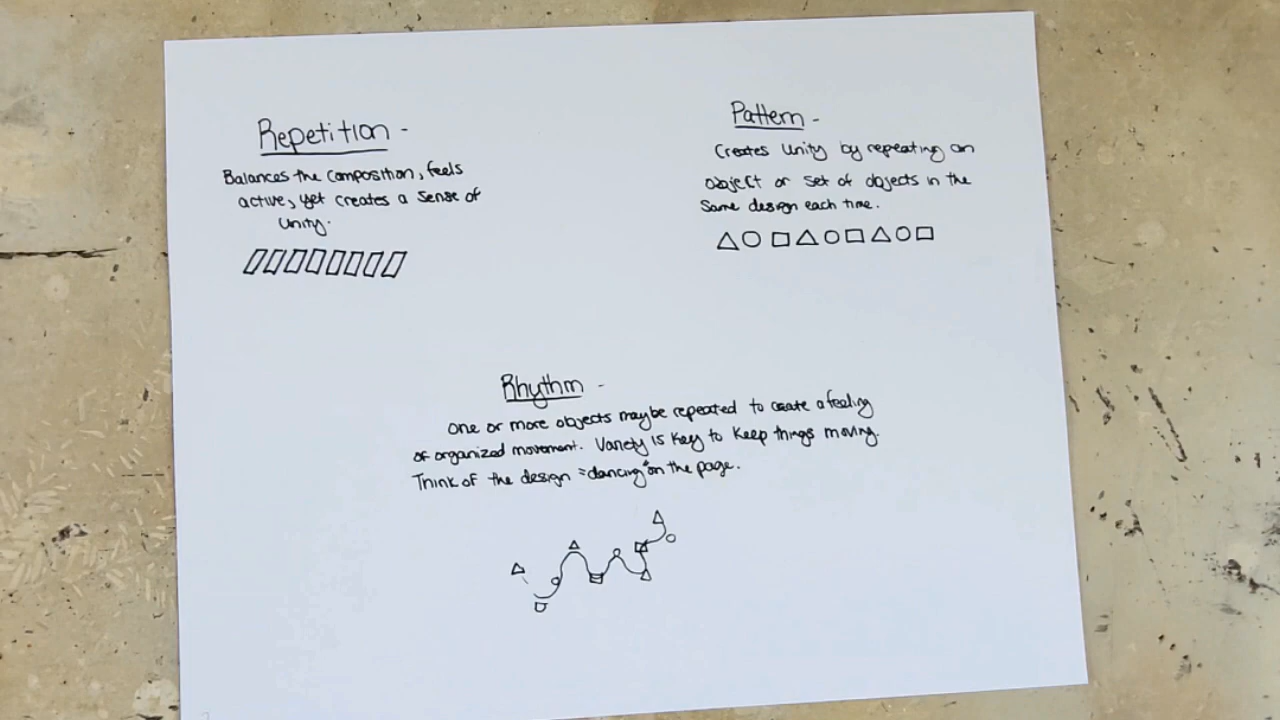 Repetition -
Balances the composition, feels
active, yet creates a sense of
unity.
Pattern -
Creates unity by repeating an
object or set of objects in the
same design each time.
Rhythm -
One or more objects may be repeated to create a feeling
of organized movement. Variety is key to keep things moving.
Think of the design "dancing" on the page.